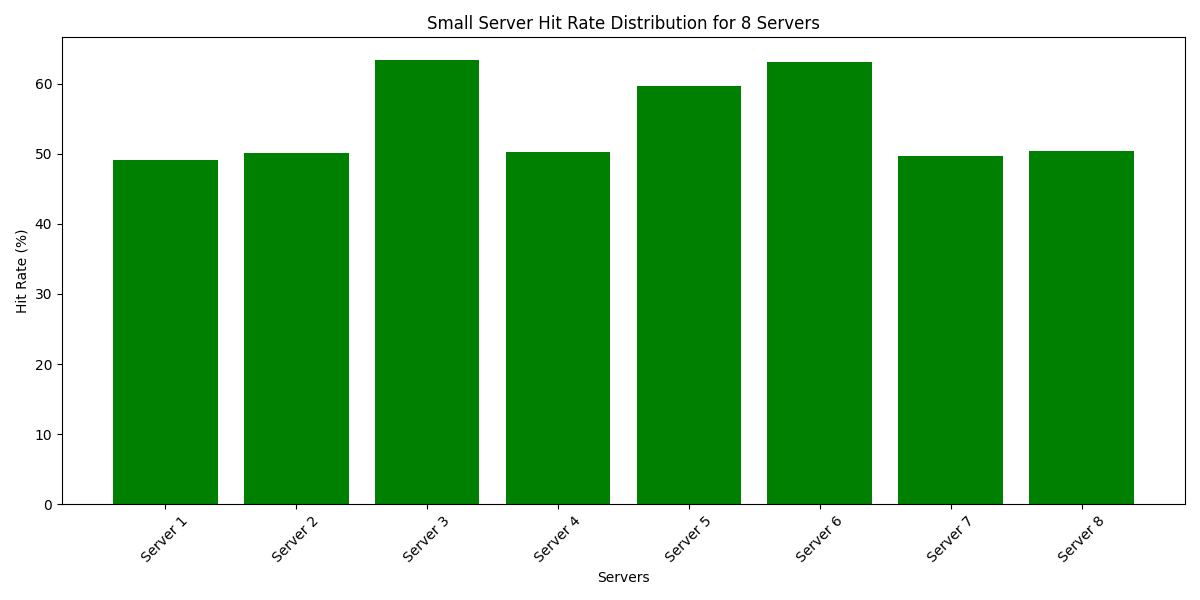 Small Server Hit Rate Distribution for 8 Servers
Hit Rate (%)
60
50
40
30
20
10
0
Server 1
Server 2
Server 3
Server 4
Server 5
Server 6
Server 7
Server 8
Servers